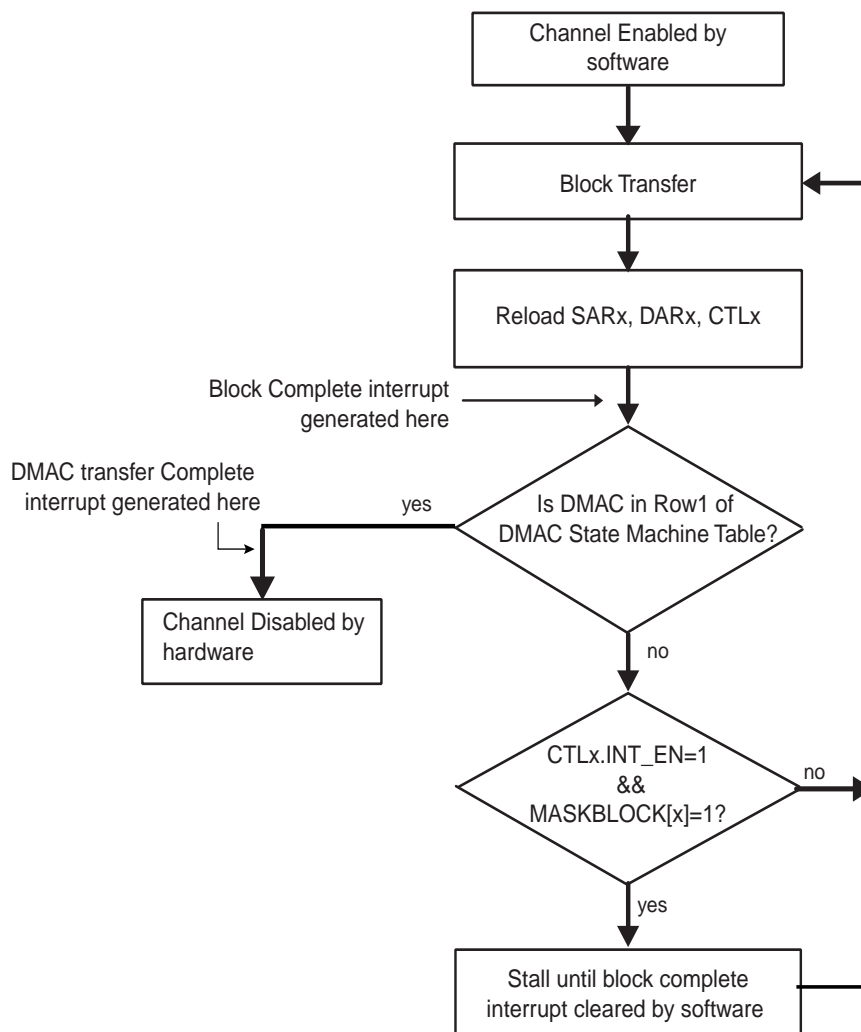 Channel Enabled by
software
Block Transfer
Reload SARx, DARx, CTLx
Block Complete interrupt
generated here
DMAC transfer Complete
interrupt generated here
yes
Is DMAC in Row1 of
DMAC State Machine Table?
Channel Disabled by
hardware
no
CTLx.INT_EN=1
&&
MASKBLOCK[x]=1?
no
yes
Stall until block complete
interrupt cleared by software